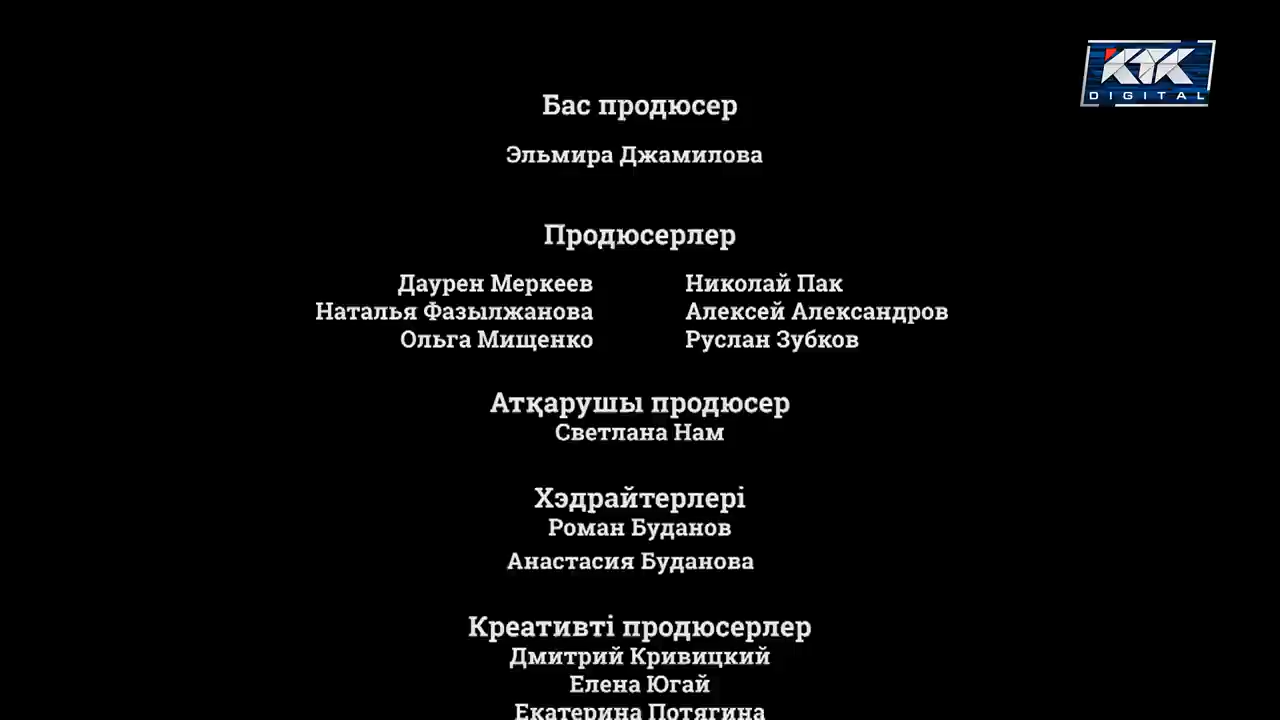 KTK
DIGITAL
Бас продюсер
Эльмира Джамилова
Продюсерлер
Даурен Меркеев
Наталья Фазылжанова
Ольга Мищенко
Николай Пак
Алексей Александров
Руслан Зубков
Атқарушы продюсер
Светлана Нам
Хэдрайтерлері
Роман Буданов
Анастасия Буданова
Креативті продюсерлер
Дмитрий Кривицкий
Елена Югай
Екатерина Потягина